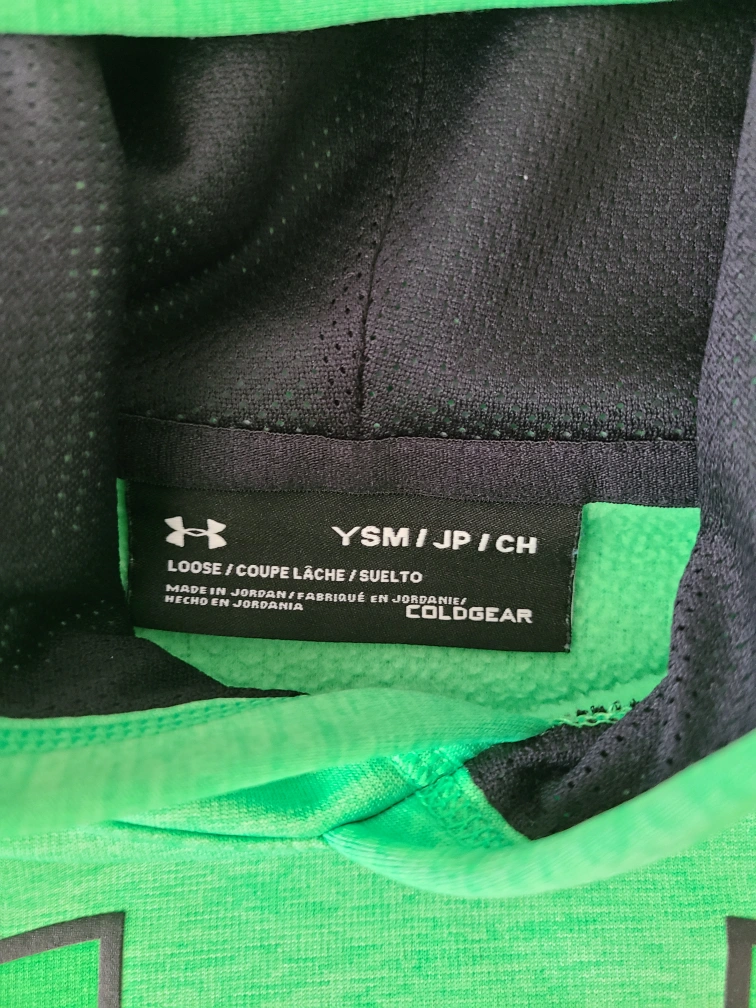 YSM / JP / CH
LOOSE / COUPE LÂCHE / SUELTO
MADE IN JORDAN / FABRIQUÉ EN JORDANIE/
HECHO EN JORDANIA
COLDGEAR